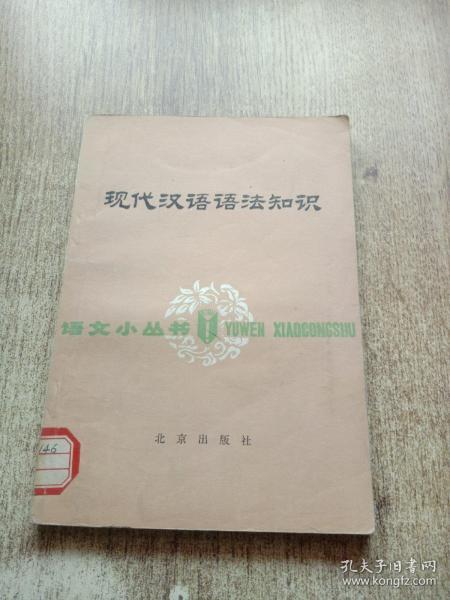 现代汉语语法知识
语文小丛书 YUWEN XIAOCONGSHU
北京出版社
146
孔夫子旧书网
www.kongfz.com